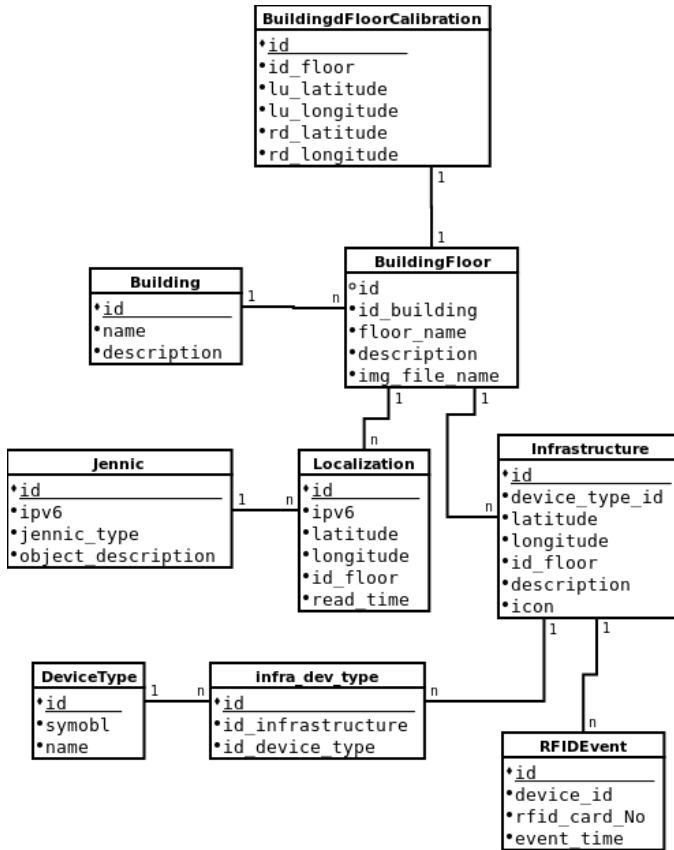 BuildingdFloorCalibration
id
id_floor
lu_latitude
lu_longitude
rd_latitude
rd_longitude
1
1
BuildingFloor
id
id_building
floor_name
description
img_file_name
Building
id
name
description
1
n
1
1
n
n
Jennic
id
ipv6
jennic_type
object_description
1
n
Localization
id
ipv6
latitude
longitude
id_floor
read_time
Infrastructure
id
device_type_id
latitude
longitude
id_floor
description
icon
1
1
DeviceType
id
symobl
name
1
n
infra_dev_type
id
id_infrastructure
id_device_type
n
n
RFIDEvent
id
device_id
rfid_card_No
event_time